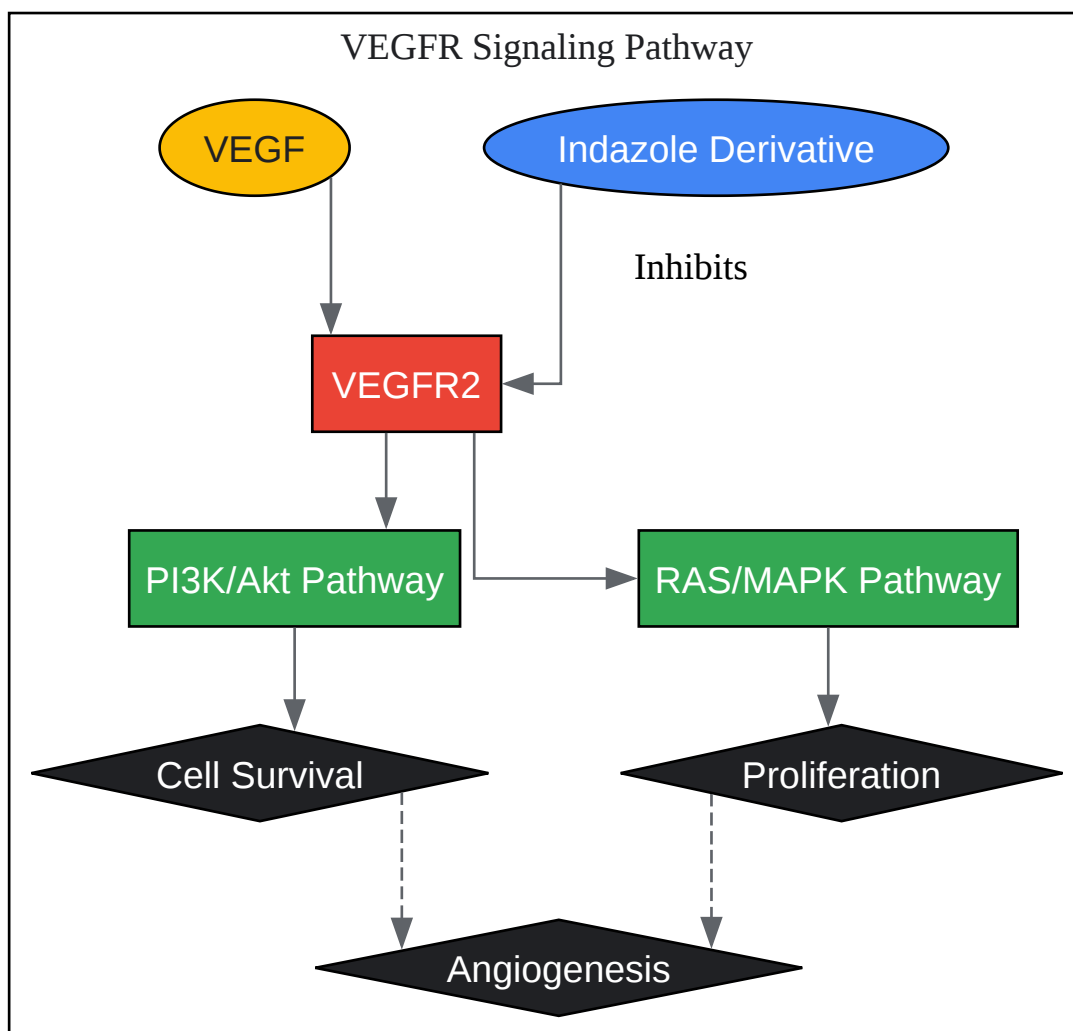 VEGFR Signaling Pathway
VEGF
Indazole Derivative
Inhibits
VEGFR2
PI3K/Akt Pathway
RAS/MAPK Pathway
Cell Survival
Proliferation
Angiogenesis